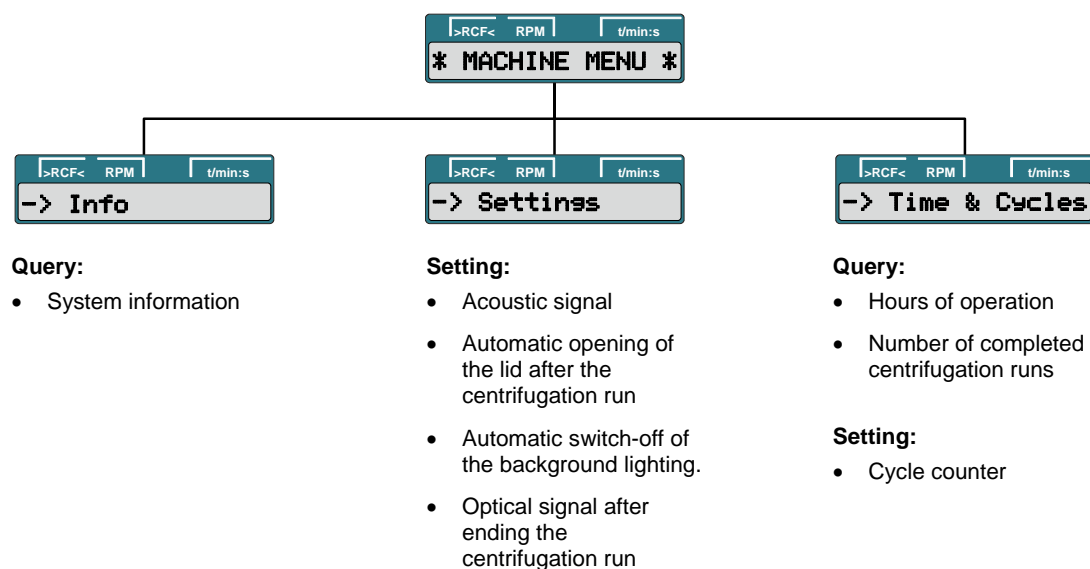 >RCF< RPM t/min:s
* MACHINE MENU *
>RCF< RPM t/min:s
-> Info
Query:
• System information
>RCF< RPM t/min:s
-> Settings
Setting:
• Acoustic signal
• Automatic opening of
the lid after the
centrifugation run
• Automatic switch-off of
the background lighting.
• Optical signal after
ending the
centrifugation run
>RCF< RPM t/min:s
-> Time & Cycles
Query:
• Hours of operation
• Number of completed
centrifugation runs
Setting:
• Cycle counter